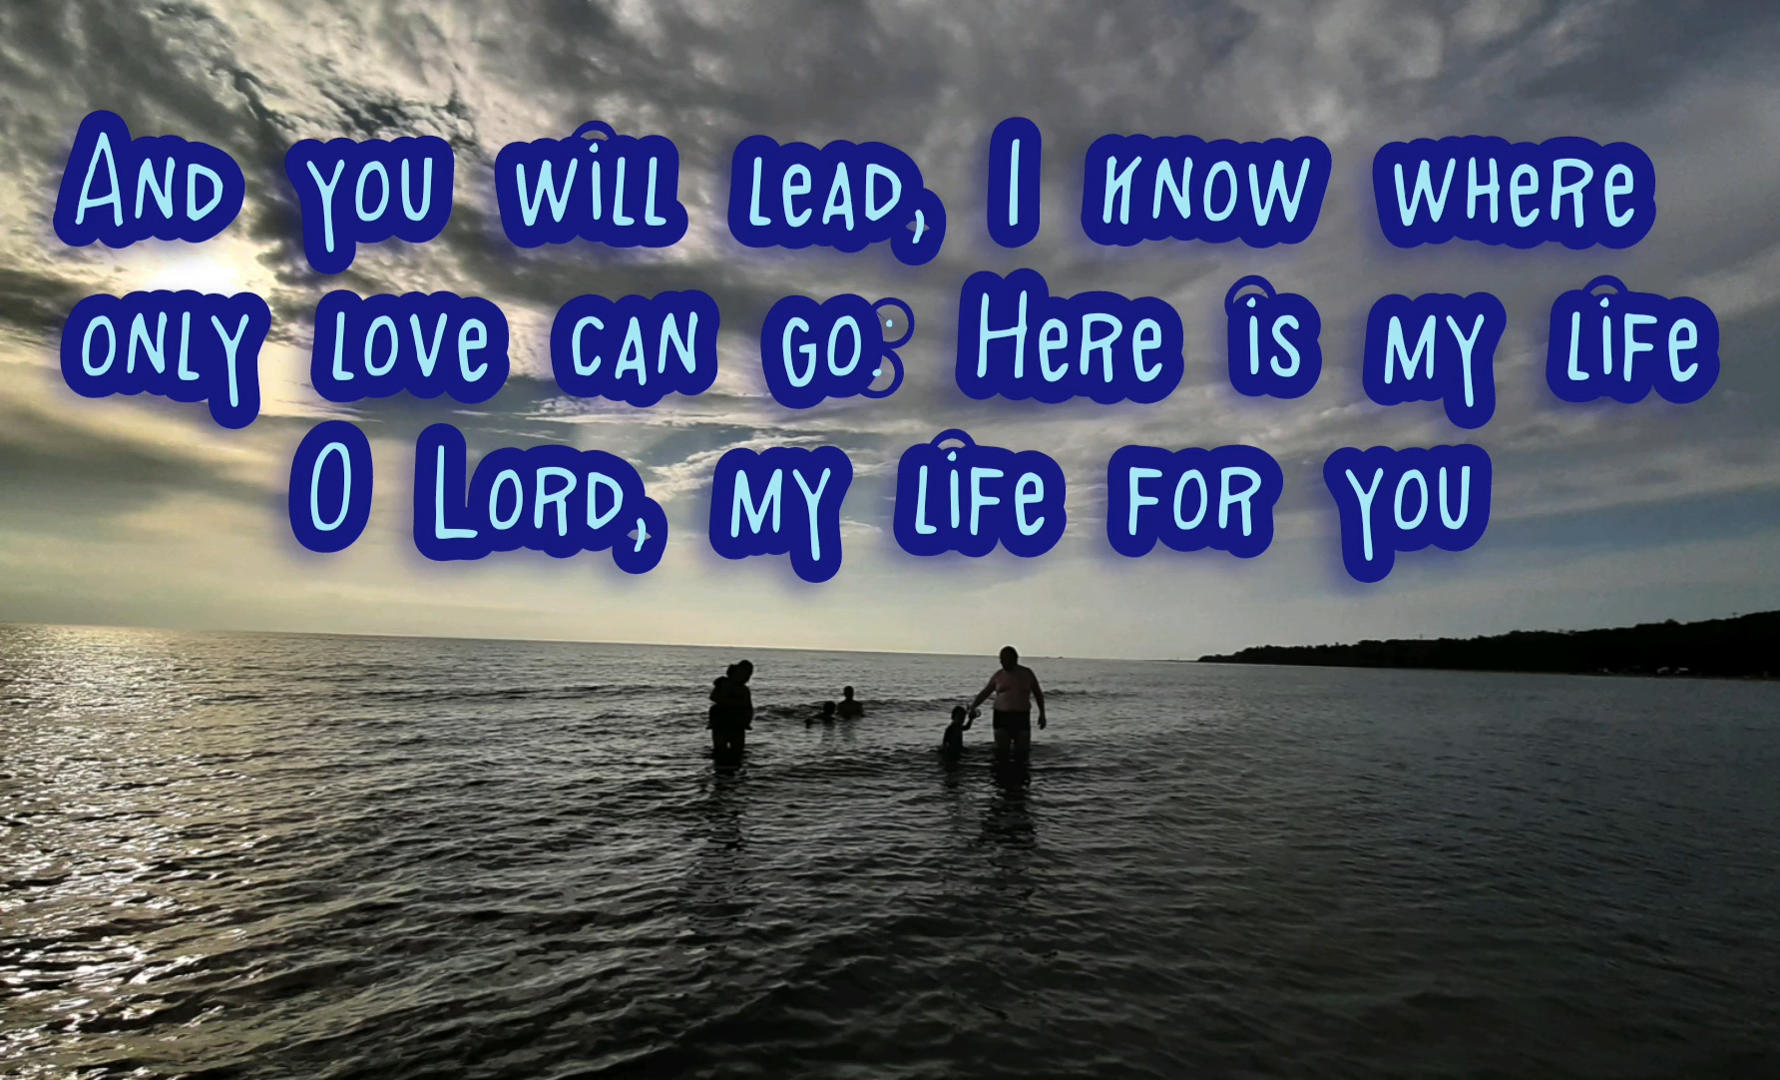 And you will lead, I know where
only love can go: Here is my life
O Lord, my life for you